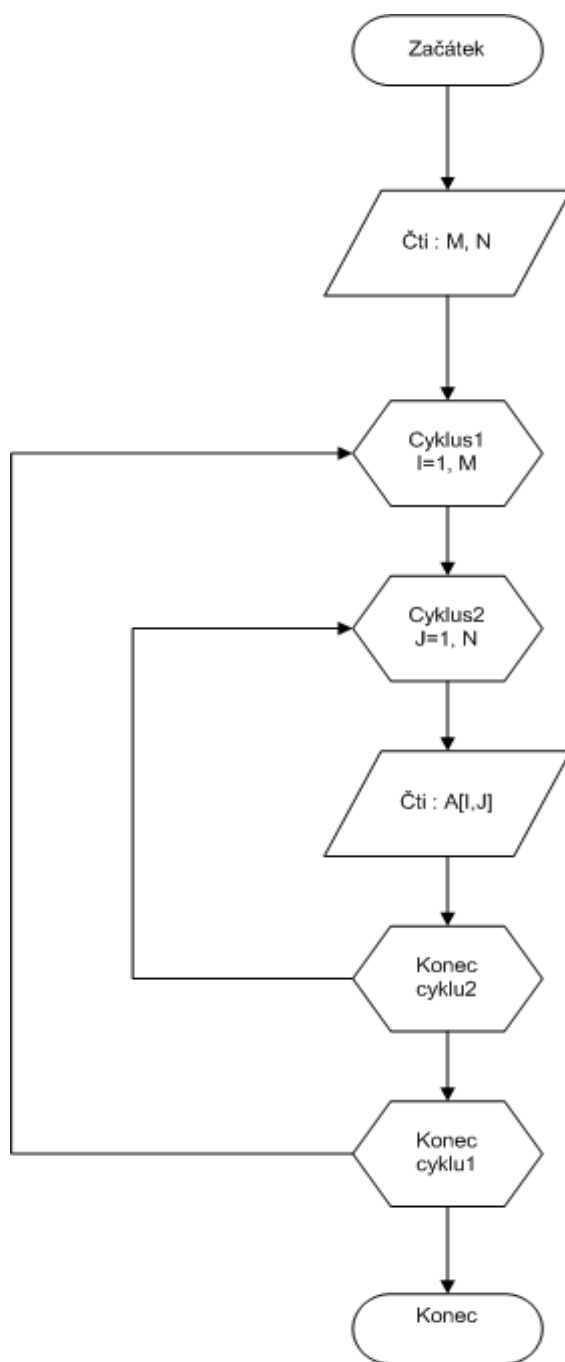 Začátek
Čti : M, N
Cyklus1
I=1, M
Cyklus2
J=1, N
Čti : A[I,J]
Konec
cyklu2
Konec
cyklu1
Konec